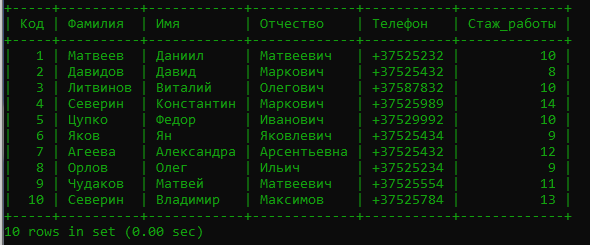 +-----+----------+------------+------------+-----------+-------------+
| Код | Фамилия  | Имя        | Отчество   | Телефон   | Стаж_работы |
+-----+----------+------------+------------+-----------+-------------+
|   1 | Матвеев  | Даниил     | Матвеевич  | +37525232 |          10 |
|   2 | Давидов  | Давид      | Маркович   | +37525432 |           8 |
|   3 | Литвинов | Виталий    | Олегович   | +37587832 |          10 |
|   4 | Северин  | Константин | Маркович   | +37525989 |          14 |
|   5 | Цупко    | Федор      | Иванович   | +37529992 |          10 |
|   6 | Яков     | Ян         | Яковлевич  | +37525434 |           9 |
|   7 | Агеева   | Александра | Арсентьевна | +37525432 |          12 |
|   8 | Орлов    | Олег       | Ильич      | +37525234 |           9 |
|   9 | Чудаков  | Матвей     | Матвеевич  | +37525554 |          11 |
|  10 | Северин  | Владимир   | Максимов   | +37525784 |          13 |
+-----+----------+------------+------------+-----------+-------------+
10 rows in set (0.00 sec)